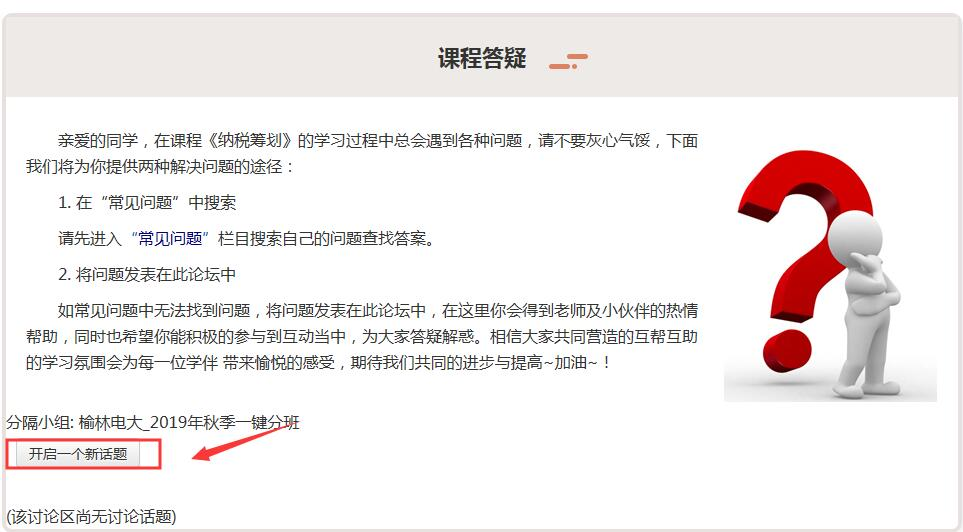 课程答疑
亲爱的同学，在课程《纳税筹划》的学习过程中总会遇到各种问题，请不要灰心气馁，下面
我们将为你提供两种解决问题的途径：
1. 在“常见问题”中搜索
请先进入“常见问题”栏目搜索自己的问题查找答案。
2. 将问题发表在此论坛中
如常见问题中无法找到问题，将问题发表在此论坛中，在这里你会得到老师及小伙伴的热情
帮助，同时也希望你能积极的参与到互动当中，为大家答疑解惑。相信大家共同营造的互帮互助
的学习氛围会为每一位学伴 带来愉悦的感受，期待我们共同的进步与提高~加油~！
分隔小组: 榆林电大_2019年秋季一键分班
开启一个新话题
(该讨论区尚无讨论话题)